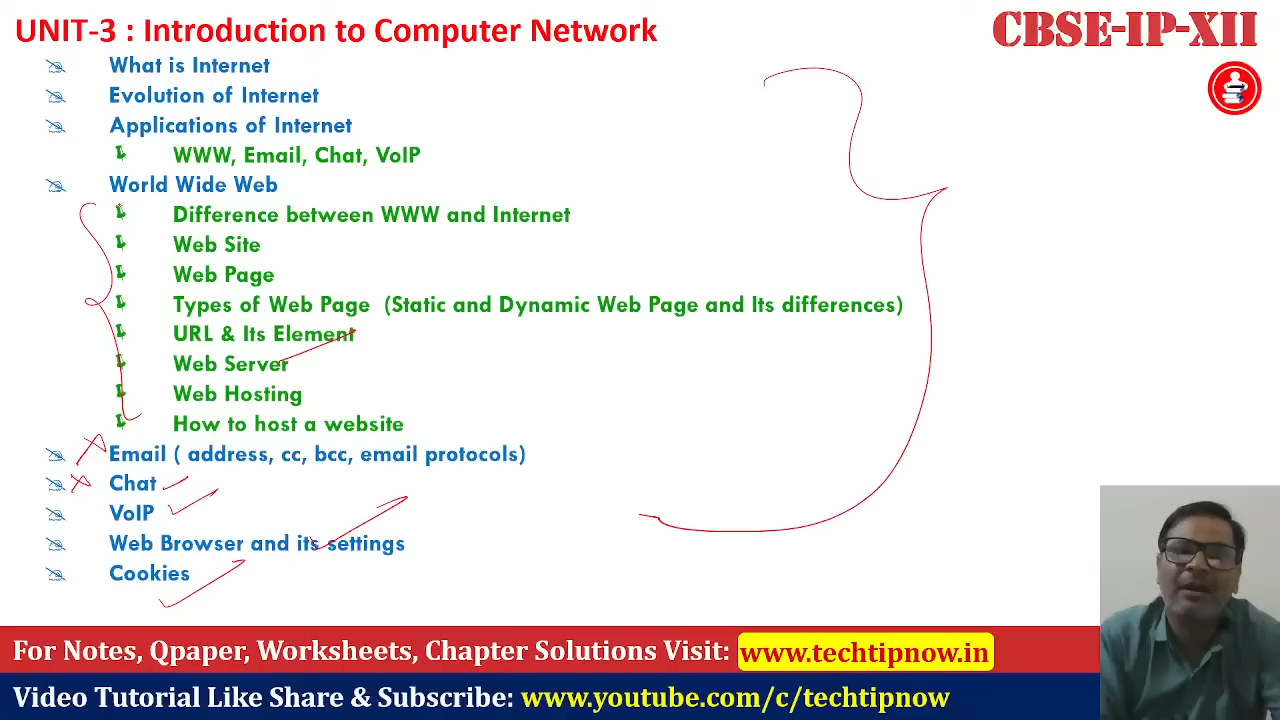 UNIT-3 : Introduction to Computer Network
CBSE-IP-XII
What is Internet
Evolution of Internet
Applications of Internet
WWW, Email, Chat, VoIP
World Wide Web
Difference between WWW and Internet
Web Site
Web Page
Types of Web Page (Static and Dynamic Web Page and Its differences)
URL & Its Element
Web Server
Web Hosting
How to host a website
Email ( address, cc, bcc, email protocols)
Chat
VoIP
Web Browser and its settings
Cookies
For Notes, Qpaper, Worksheets, Chapter Solutions Visit: www.techtipnow.in
Video Tutorial Like Share & Subscribe: www.youtube.com/c/techtipnow